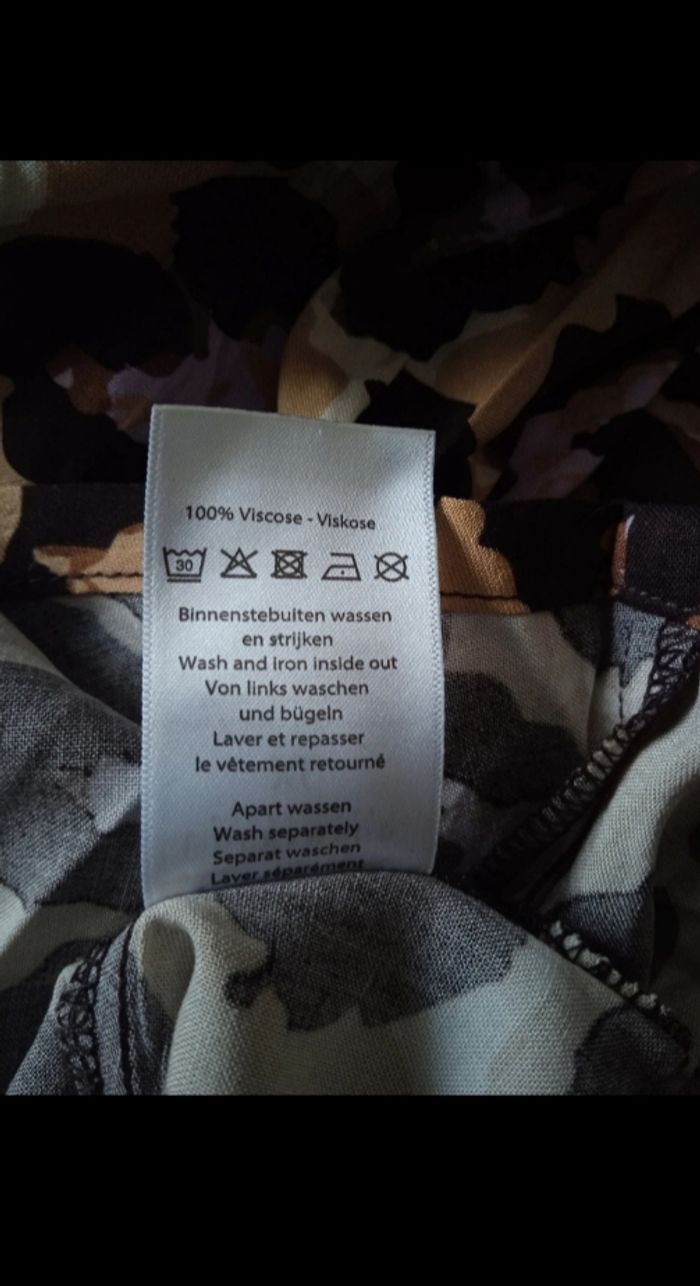 100% Viscose - Viskose
30
Binnenstebuiten wassen
en strijken
Wash and iron inside out
Von links waschen
und bügeln
Laver et repasser
le vêtement retourné
Apart wassen
Wash separately
Separat waschen
Laver séparément